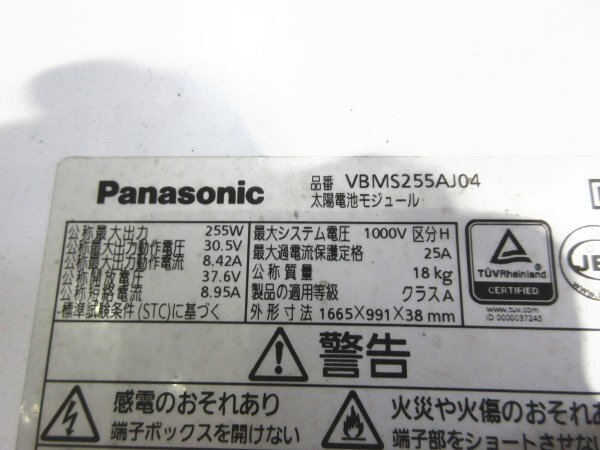 Panasonic
品番 VBMS255AJ04
太陽電池モジュール
公称最大出力 255W
公称最大出力動作電圧 30.5V
公称最大出力動作電流 8.42A
公称開放電圧 37.6V
公称短絡電流 8.95A
・標準試験条件(STC)に基づく
最大システム電圧 1000V 区分H
最大過電流保護定格 25A
公称質量 18kg
製品の適用等級 クラスA
外形寸法 1665×991×38mm
TÜVRheinland
CERTIFIED
www.tuv.com
ID 0000037245
警告
感電のおそれあり
端子ボックスを開けない
火災や火傷のおそれあ
端子部をショートさせない